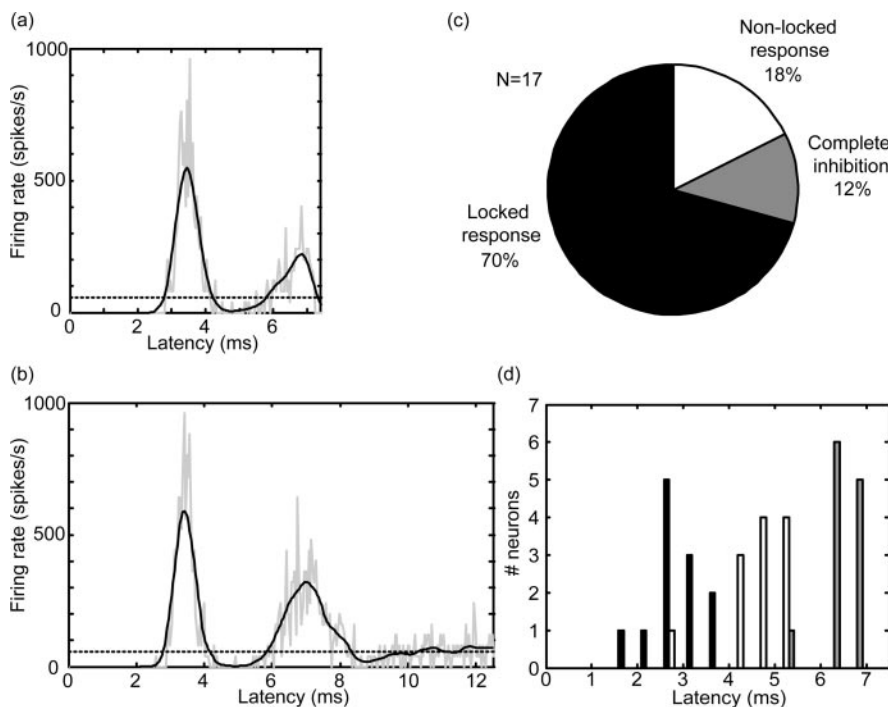 (a)
1000
500
0
Firing rate (spikes/s)
0 2 4 6
Latency (ms)
(c)
N=17
Non-locked
response
18%
Complete
inhibition
12%
Locked
response
70%
(b)
1000
500
0
Firing rate (spikes/s)
0 2 4 6 8 10 12
Latency (ms)
(d)
7
6
5
4
3
2
1
0
# neurons
0 1 2 3 4 5 6 7
Latency (ms)